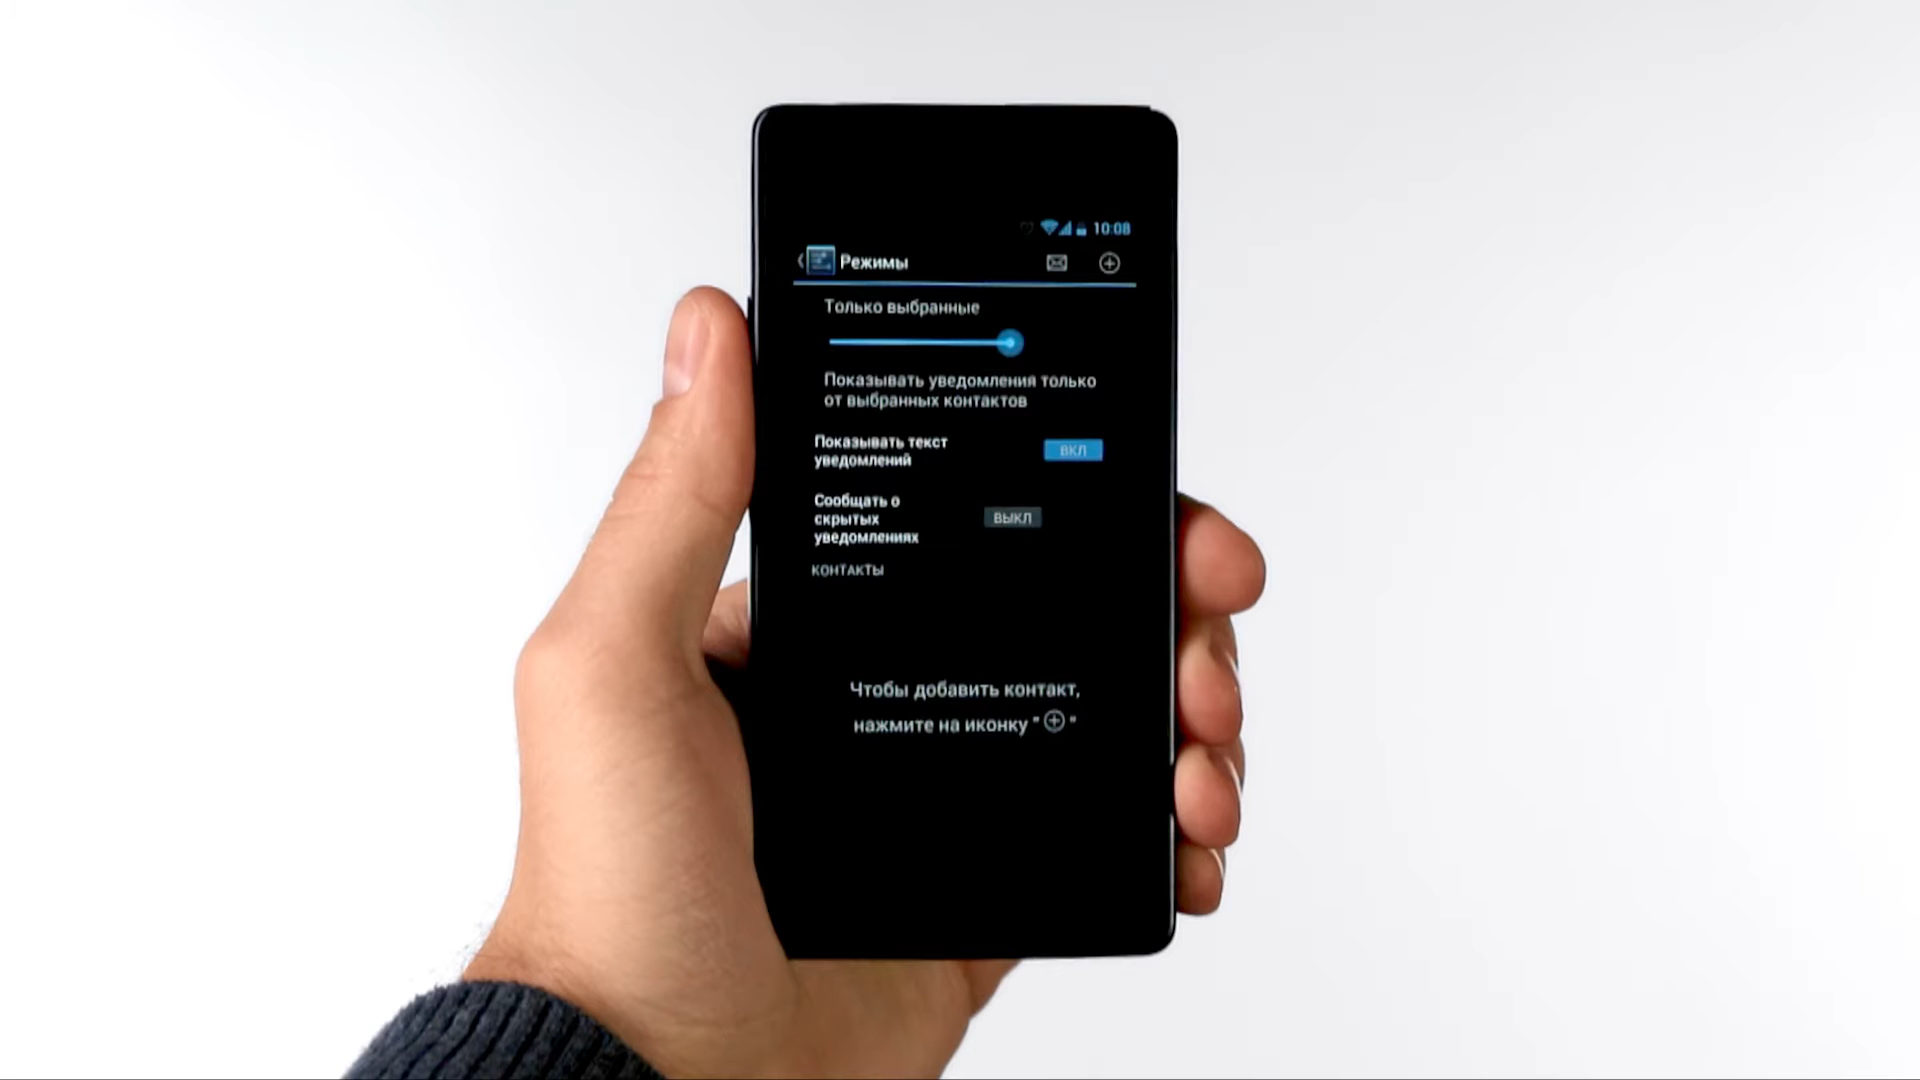 10:08
Режимы
Только выбранные
Показывать уведомления только
от выбранных контактов
Показывать текст
уведомлений
ВКЛ
Сообщать о
скрытых
уведомлениях
ВЫКЛ
КОНТАКТЫ
Чтобы добавить контакт,
нажмите на иконку " "